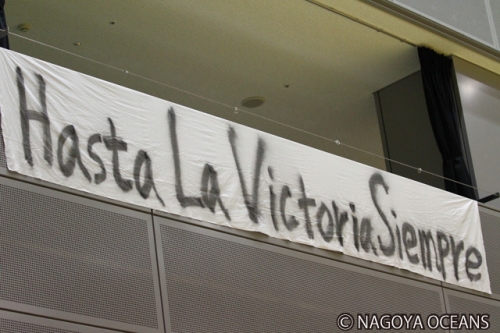 Hasta La Victoria Siempre
© NAGOYA OCEANS